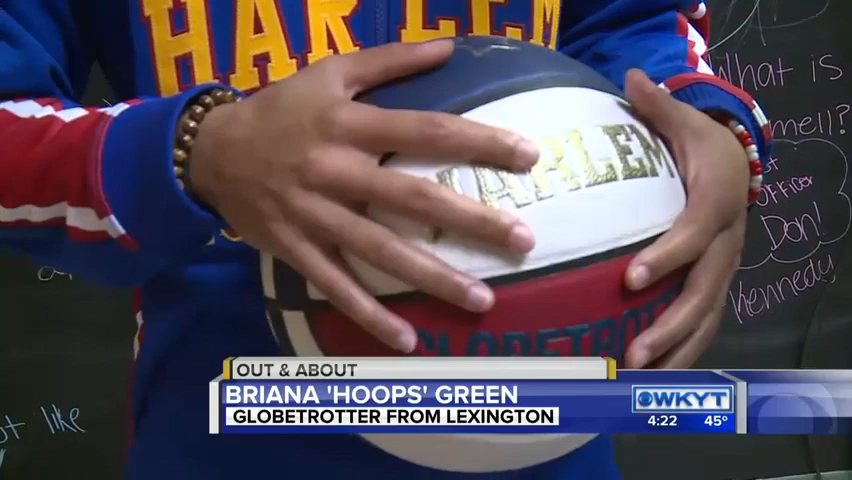 HARLEM
What is
smell?
OFFICER
Don!
Kennedy
HARLEM
GLOBETROT
like
OUT & ABOUT
BRIANA 'HOOPS' GREEN
GLOBETROTTER FROM LEXINGTON
WKYT
4:22 45°